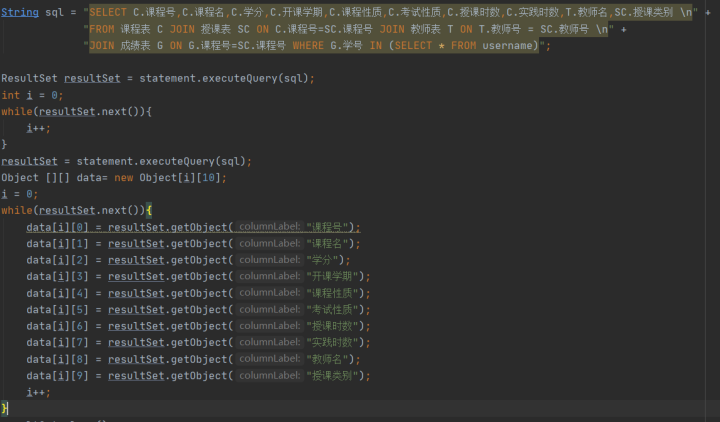 String sql = "SELECT C.课程号,C.课程名,C.学分,C.开课学期,C.课程性质,C.考试性质,C.授课时数,C.实践时数,T.教师名,SC.授课类别 \n" +
"FROM 课程表 C JOIN 授课表 SC ON C.课程号=SC.课程号 JOIN 教师表 T ON T.教师号 = SC.教师号 \n" +
"JOIN 成绩表 G ON G.课程号=SC.课程号 WHERE G.学号 IN (SELECT * FROM username)";
ResultSet resultSet = statement.executeQuery(sql);
int i = 0;
while(resultSet.next()){
i++;
}
resultSet = statement.executeQuery(sql);
Object [][] data= new Object[i][10];
i = 0;
while(resultSet.next()){
data[i][0] = resultSet.getObject( columnLabel: "课程号");
data[i][1] = resultSet.getObject( columnLabel: "课程名");
data[i][2] = resultSet.getObject( columnLabel: "学分");
data[i][3] = resultSet.getObject( columnLabel: "开课学期");
data[i][4] = resultSet.getObject( columnLabel: "课程性质");
data[i][5] = resultSet.getObject( columnLabel: "考试性质");
data[i][6] = resultSet.getObject( columnLabel: "授课时数");
data[i][7] = resultSet.getObject( columnLabel: "实践时数");
data[i][8] = resultSet.getObject( columnLabel: "教师名");
data[i][9] = resultSet.getObject( columnLabel: "授课类别");
i++;
}